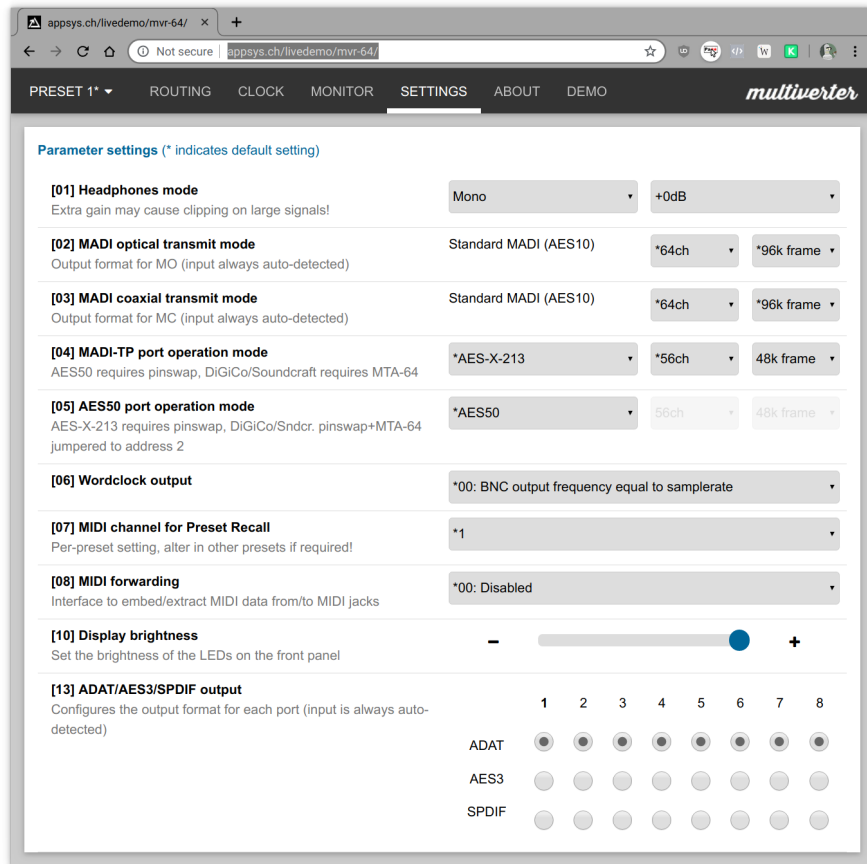 appsys.ch/livedemo/mvr-64/ × +
Not secure appsys.ch/livedemo/mvr-64/
PRESET 1* ROUTING CLOCK MONITOR SETTINGS ABOUT DEMO multiverter
Parameter settings (* indicates default setting)
[01] Headphones mode
Extra gain may cause clipping on large signals!
Mono +0dB
[02] MADI optical transmit mode
Output format for MO (input always auto-detected)
Standard MADI (AES10) *64ch *96k frame
[03] MADI coaxial transmit mode
Output format for MC (input always auto-detected)
Standard MADI (AES10) *64ch *96k frame
[04] MADI-TP port operation mode
AES50 requires pinswap, DiGiCo/Soundcraft requires MTA-64
*AES-X-213 *56ch 48k frame
[05] AES50 port operation mode
AES-X-213 requires pinswap, DiGiCo/Sndcr. pinswap+MTA-64
jumpered to address 2
*AES50 56ch 48k frame
[06] Wordclock output
*00: BNC output frequency equal to samplerate
[07] MIDI channel for Preset Recall
Per-preset setting, alter in other presets if required!
*1
[08] MIDI forwarding
Interface to embed/extract MIDI data from/to MIDI jacks
*00: Disabled
[10] Display brightness
Set the brightness of the LEDs on the front panel
− +
[13] ADAT/AES3/SPDIF output
Configures the output format for each port (input is always auto-
detected)
1 2 3 4 5 6 7 8
ADAT
AES3
SPDIF